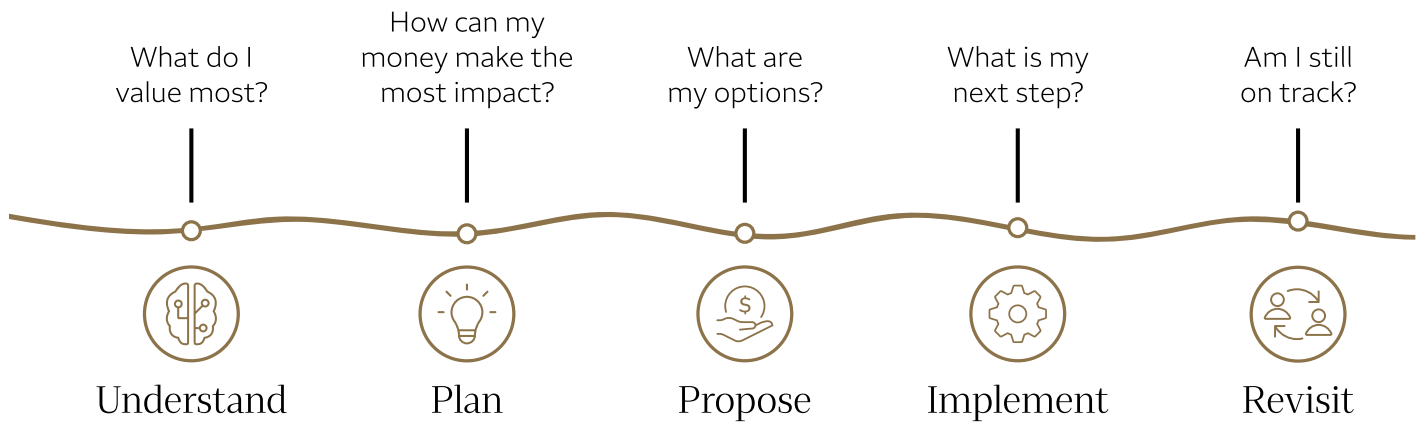 What do I
value most?
How can my
money make the
most impact?
What are
my options?
What is my
next step?
Am I still
on track?
$
Understand
Plan
Propose
Implement
Revisit